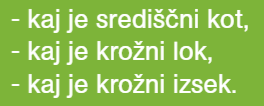 - kaj je središčni kot,
- kaj je krožni lok,
- kaj je krožni izsek.